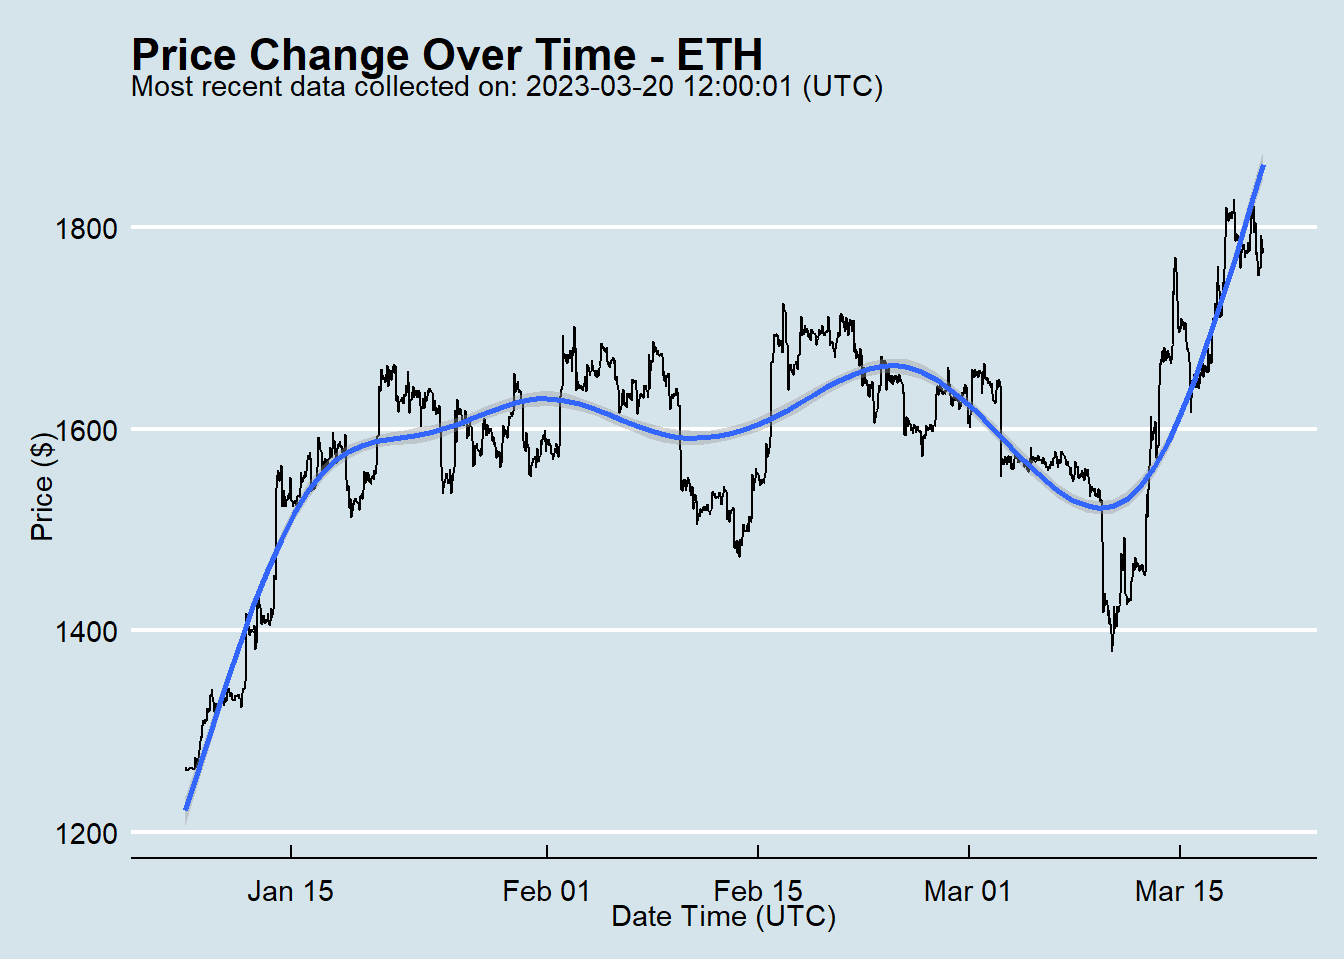 Price Change Over Time - ETH
Most recent data collected on: 2023-03-20 12:00:01 (UTC)
1800
1600
1400
1200
Price ($)
Jan 15
Feb 01
Feb 15
Mar 01
Mar 15
Date Time (UTC)